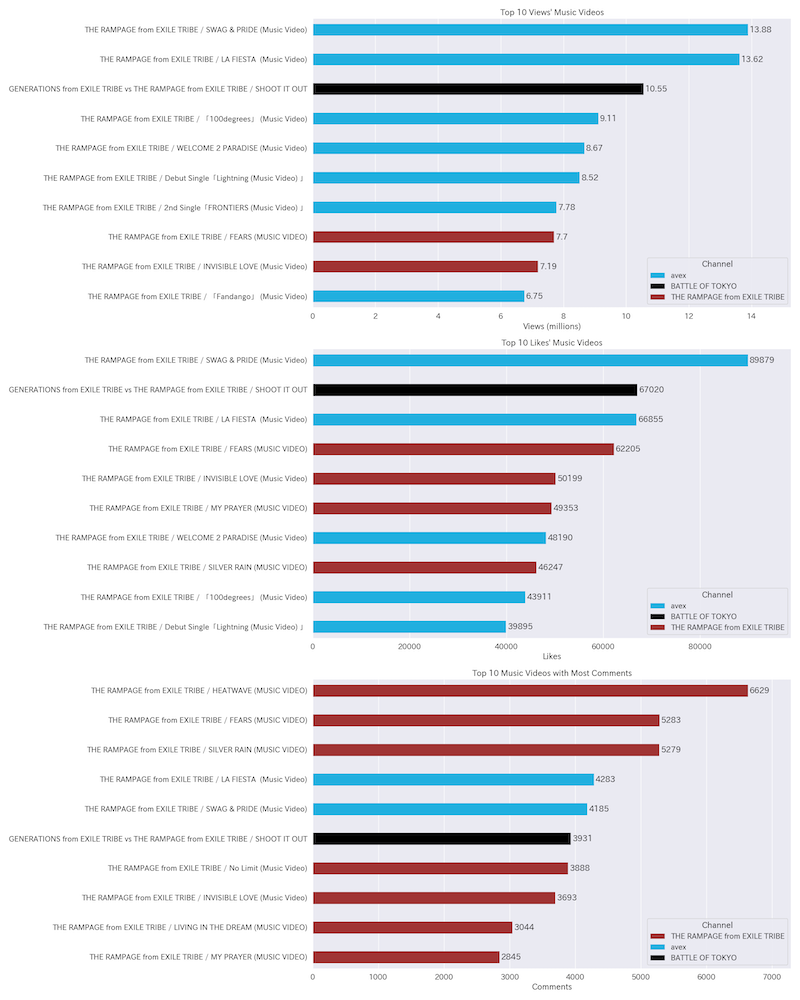 Top 10 Views' Music Videos
THE RAMPAGE from EXILE TRIBE / SWAG & PRIDE (Music Video) 13.88
THE RAMPAGE from EXILE TRIBE / LA FIESTA (Music Video) 13.62
GENERATIONS from EXILE TRIBE vs THE RAMPAGE from EXILE TRIBE / SHOOT IT OUT 10.55
THE RAMPAGE from EXILE TRIBE / 「100degrees」 (Music Video) 9.11
THE RAMPAGE from EXILE TRIBE / WELCOME 2 PARADISE (Music Video) 8.67
THE RAMPAGE from EXILE TRIBE / Debut Single「Lightning (Music Video) 」 8.52
THE RAMPAGE from EXILE TRIBE / 2nd Single「FRONTIERS (Music Video) 」 7.78
THE RAMPAGE from EXILE TRIBE / FEARS (MUSIC VIDEO) 7.7
THE RAMPAGE from EXILE TRIBE / INVISIBLE LOVE (Music Video) 7.19
THE RAMPAGE from EXILE TRIBE / 「Fandango」 (Music Video) 6.75
Channel
avex
BATTLE OF TOKYO
THE RAMPAGE from EXILE TRIBE
0 2 4 6 8 10 12 14
Views (millions)
Top 10 Likes' Music Videos
THE RAMPAGE from EXILE TRIBE / SWAG & PRIDE (Music Video) 89879
GENERATIONS from EXILE TRIBE vs THE RAMPAGE from EXILE TRIBE / SHOOT IT OUT 67020
THE RAMPAGE from EXILE TRIBE / LA FIESTA (Music Video) 66855
THE RAMPAGE from EXILE TRIBE / FEARS (MUSIC VIDEO) 62205
THE RAMPAGE from EXILE TRIBE / INVISIBLE LOVE (Music Video) 50199
THE RAMPAGE from EXILE TRIBE / MY PRAYER (MUSIC VIDEO) 49353
THE RAMPAGE from EXILE TRIBE / WELCOME 2 PARADISE (Music Video) 48190
THE RAMPAGE from EXILE TRIBE / SILVER RAIN (MUSIC VIDEO) 46247
THE RAMPAGE from EXILE TRIBE / 「100degrees」 (Music Video) 43911
THE RAMPAGE from EXILE TRIBE / Debut Single「Lightning (Music Video) 」 39895
Channel
avex
BATTLE OF TOKYO
THE RAMPAGE from EXILE TRIBE
0 20000 40000 60000 80000
Likes
Top 10 Music Videos with Most Comments
THE RAMPAGE from EXILE TRIBE / HEATWAVE (MUSIC VIDEO) 6629
THE RAMPAGE from EXILE TRIBE / FEARS (MUSIC VIDEO) 5283
THE RAMPAGE from EXILE TRIBE / SILVER RAIN (MUSIC VIDEO) 5279
THE RAMPAGE from EXILE TRIBE / LA FIESTA (Music Video) 4283
THE RAMPAGE from EXILE TRIBE / SWAG & PRIDE (Music Video) 4185
GENERATIONS from EXILE TRIBE vs THE RAMPAGE from EXILE TRIBE / SHOOT IT OUT 3931
THE RAMPAGE from EXILE TRIBE / No Limit (Music Video) 3888
THE RAMPAGE from EXILE TRIBE / INVISIBLE LOVE (Music Video) 3693
THE RAMPAGE from EXILE TRIBE / LIVING IN THE DREAM (MUSIC VIDEO) 3044
THE RAMPAGE from EXILE TRIBE / MY PRAYER (MUSIC VIDEO) 2845
Channel
THE RAMPAGE from EXILE TRIBE
avex
BATTLE OF TOKYO
0 1000 2000 3000 4000 5000 6000 7000
Comments